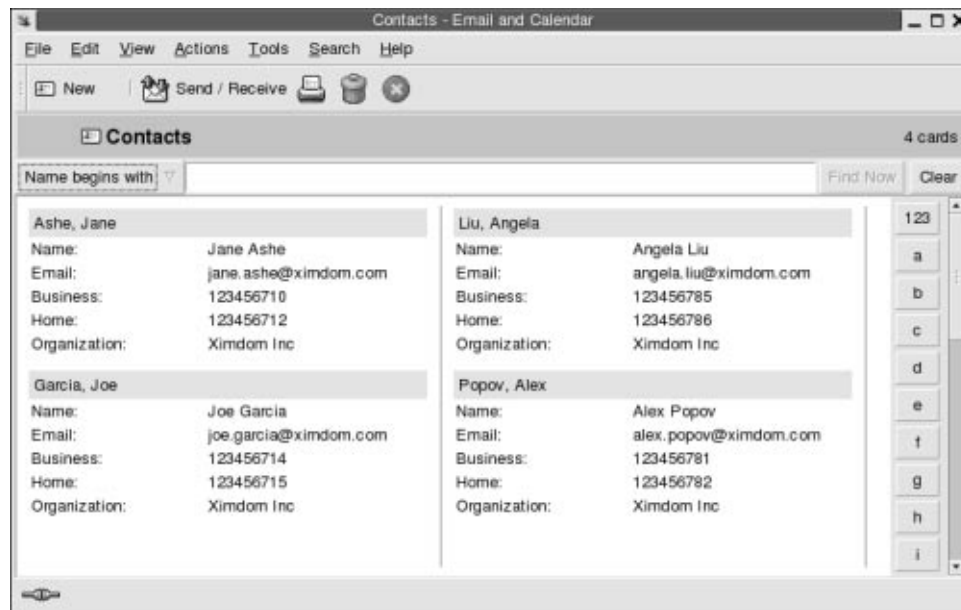 Contacts - Email and Calendar
File Edit View Actions Tools Search Help
New Send / Receive
Contacts 4 cards
Name begins with Find Now Clear
Ashe, Jane
Name: Jane Ashe
Email: jane.ashe@ximdom.com
Business: 123456710
Home: 123456712
Organization: Ximdom Inc
Garcia, Joe
Name: Joe Garcia
Email: joe.garcia@ximdom.com
Business: 123456714
Home: 123456715
Organization: Ximdom Inc
Liu, Angela
Name: Angela Liu
Email: angela.liu@ximdom.com
Business: 123456785
Home: 123456786
Organization: Ximdom Inc
Popov, Alex
Name: Alex Popov
Email: alex.popov@ximdom.com
Business: 123456781
Home: 123456782
Organization: Ximdom Inc
123
a
b
c
d
e
f
g
h
i